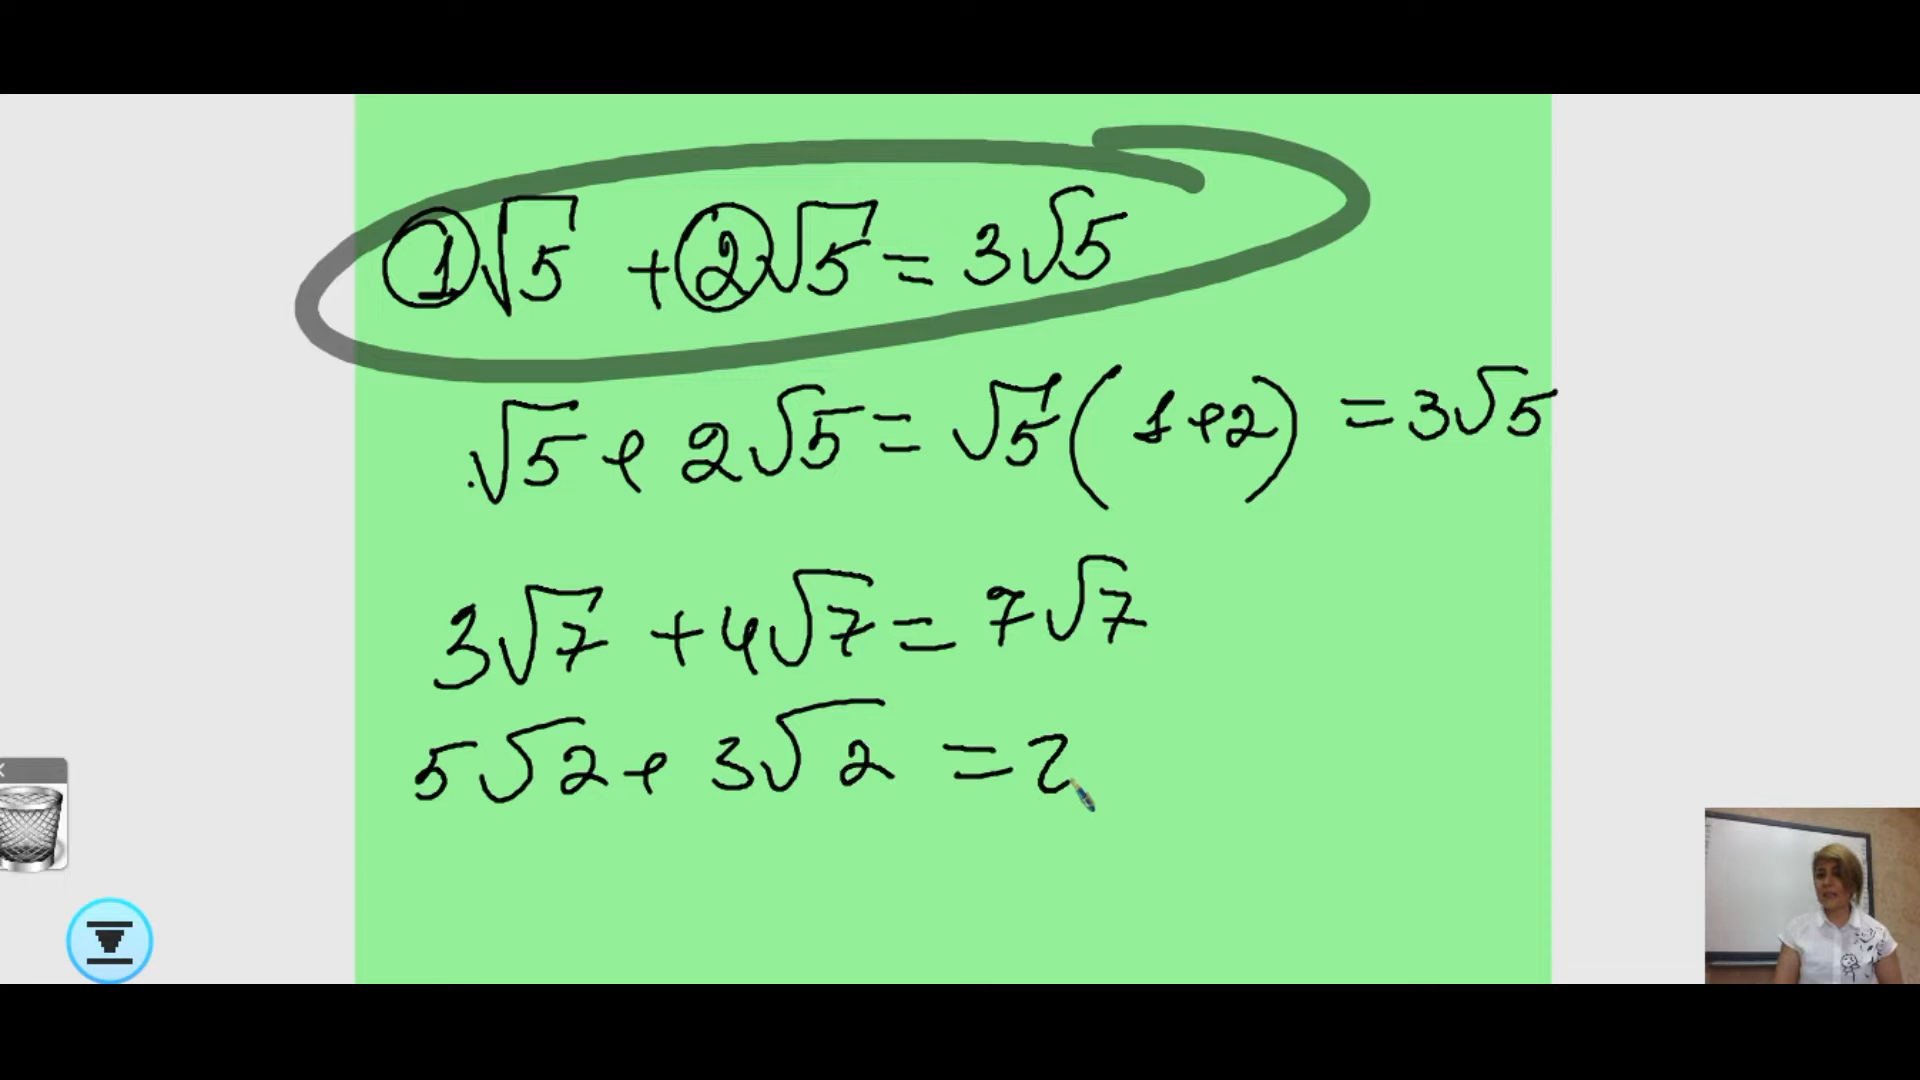 1√5 + 2√5 = 3√5
√5 + 2√5 = √5(1+2) = 3√5
3√7 + 4√7 = 7√7
5√2 + 3√2 =